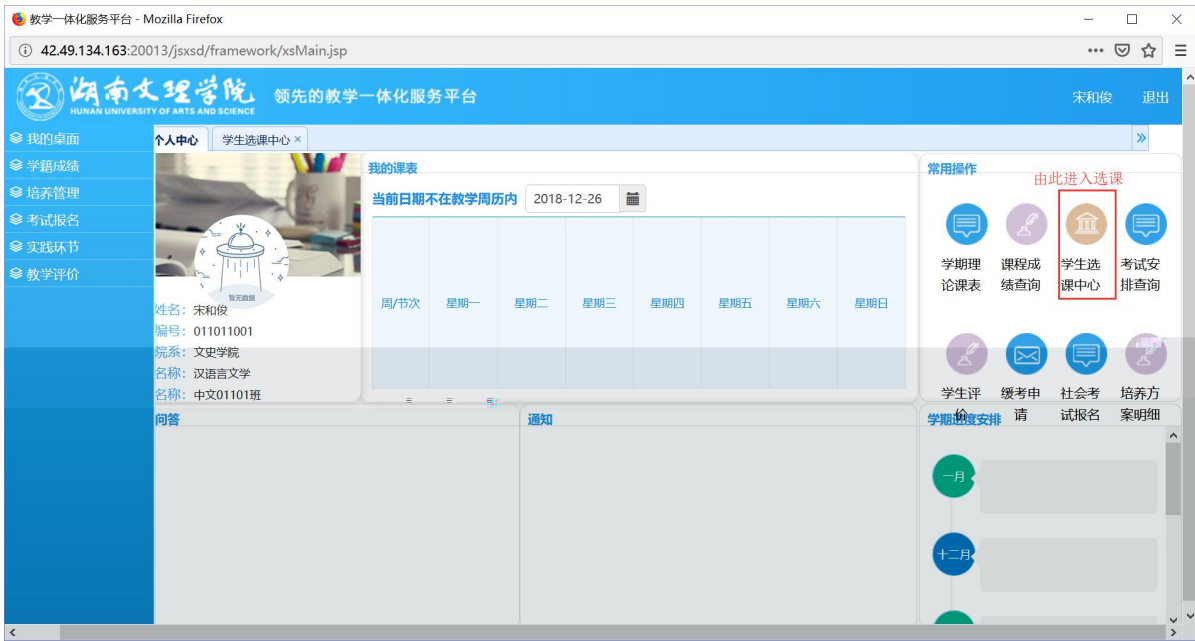 教学一体化服务平台 - Mozilla Firefox
42.49.134.163:20013/jsxsd/framework/xsMain.jsp
湖南文理学院
HUNAN UNIVERSITY OF ARTS AND SCIENCE
领先的教学一体化服务平台
宋和俊 退出
我的桌面
学籍成绩
培养管理
考试报名
实践环节
教学评价
个人中心 学生选课中心 ×
暂无数据
姓名: 宋和俊
编号: 011011001
院系: 文史学院
名称: 汉语言文学
名称: 中文01101班
我的课表
当前日期不在教学周历内 2018-12-26
周/节次 星期一 星期二 星期三 星期四 星期五 星期六 星期日
常用操作
由此进入选课
学期理论课表
课程成绩查询
学生选课中心
考试安排查询
学生评价
缓考申请
社会考试报名
培养方案明细
问答
通知
学期进度安排
一月
十二月